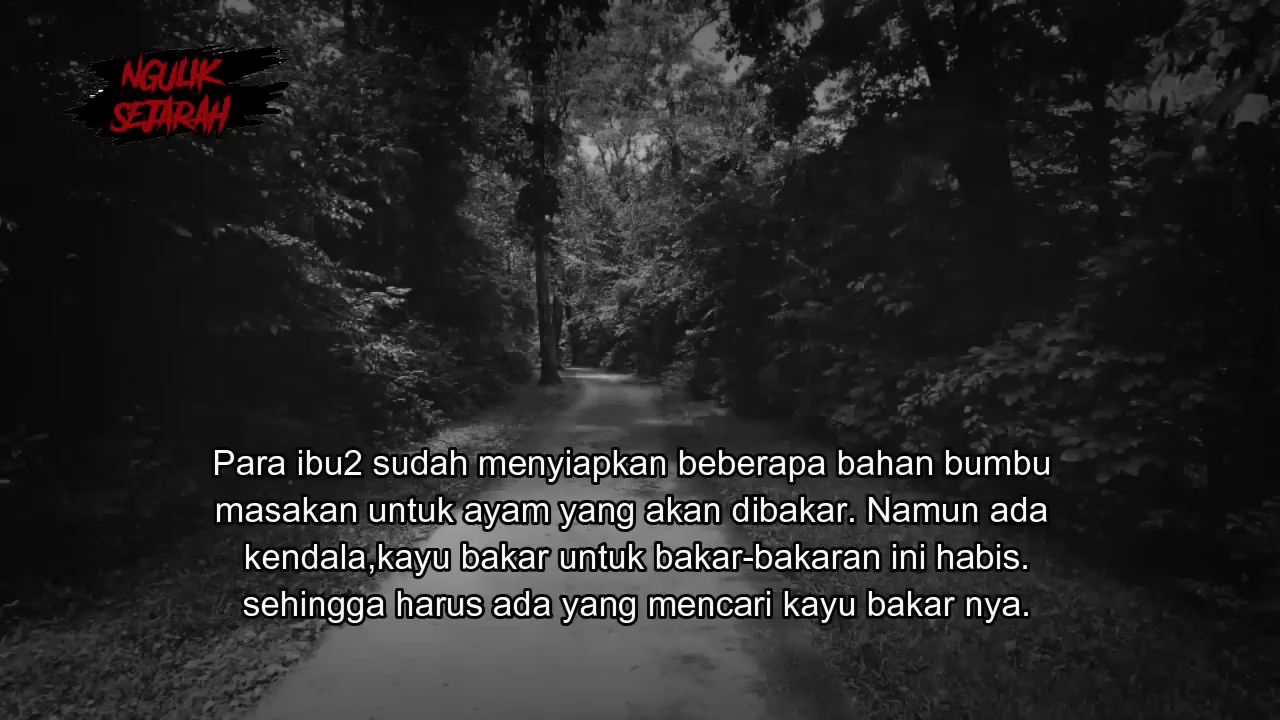 NGULIK
SEJARAH
Para ibu2 sudah menyiapkan beberapa bahan bumbu
masakan untuk ayam yang akan dibakar. Namun ada
kendala,kayu bakar untuk bakar-bakaran ini habis.
sehingga harus ada yang mencari kayu bakar nya.